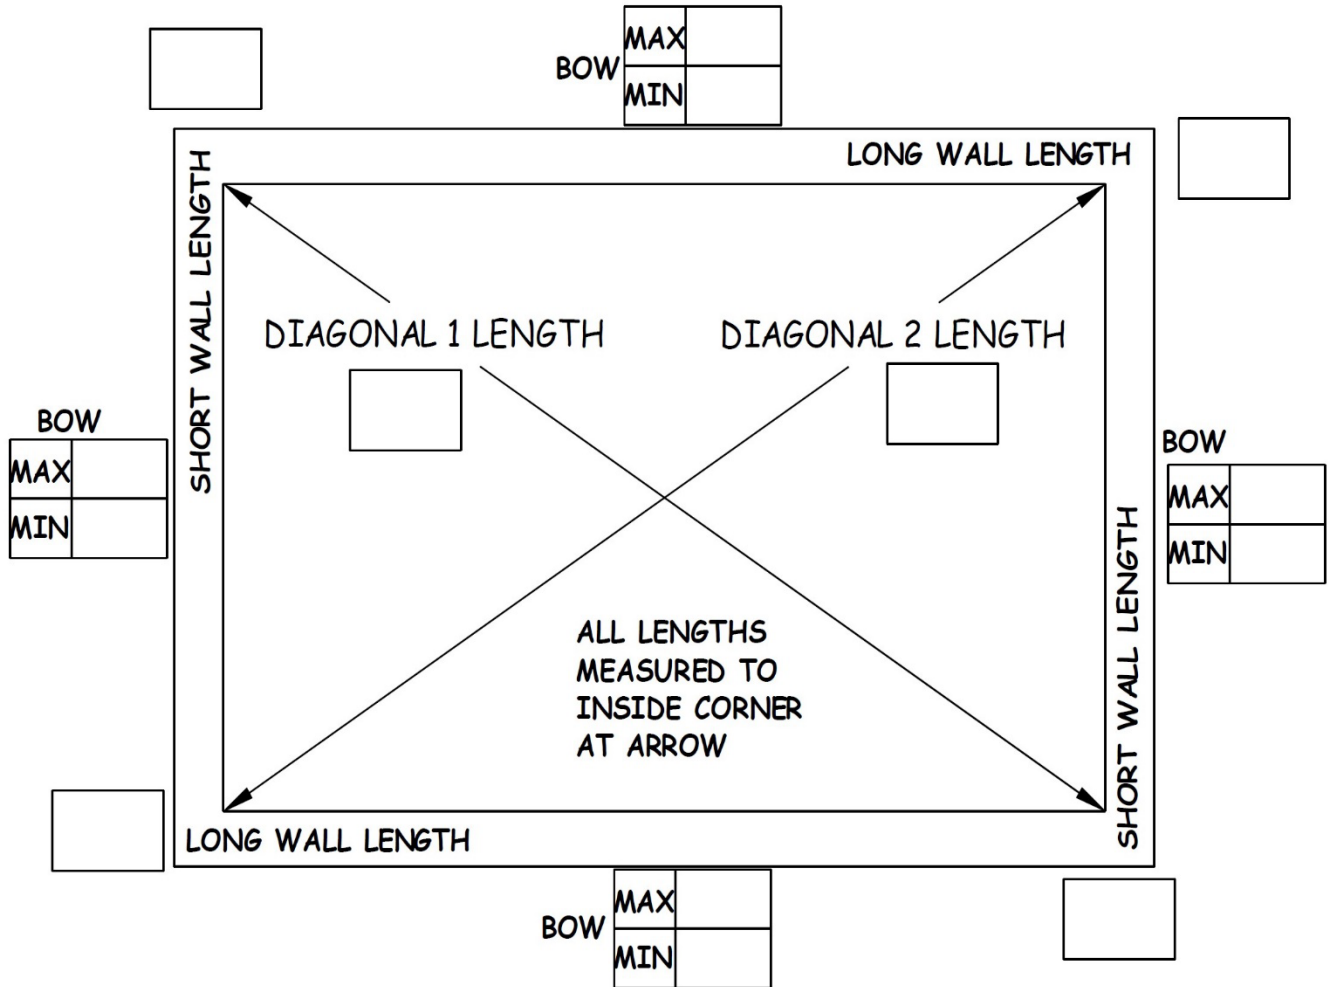 BOW
MAX
MIN
LONG WALL LENGTH
SHORT WALL LENGTH
DIAGONAL 1 LENGTH
DIAGONAL 2 LENGTH
BOW
MAX
MIN
BOW
MAX
MIN
SHORT WALL LENGTH
ALL LENGTHS
MEASURED TO
INSIDE CORNER
AT ARROW
LONG WALL LENGTH
BOW
MAX
MIN